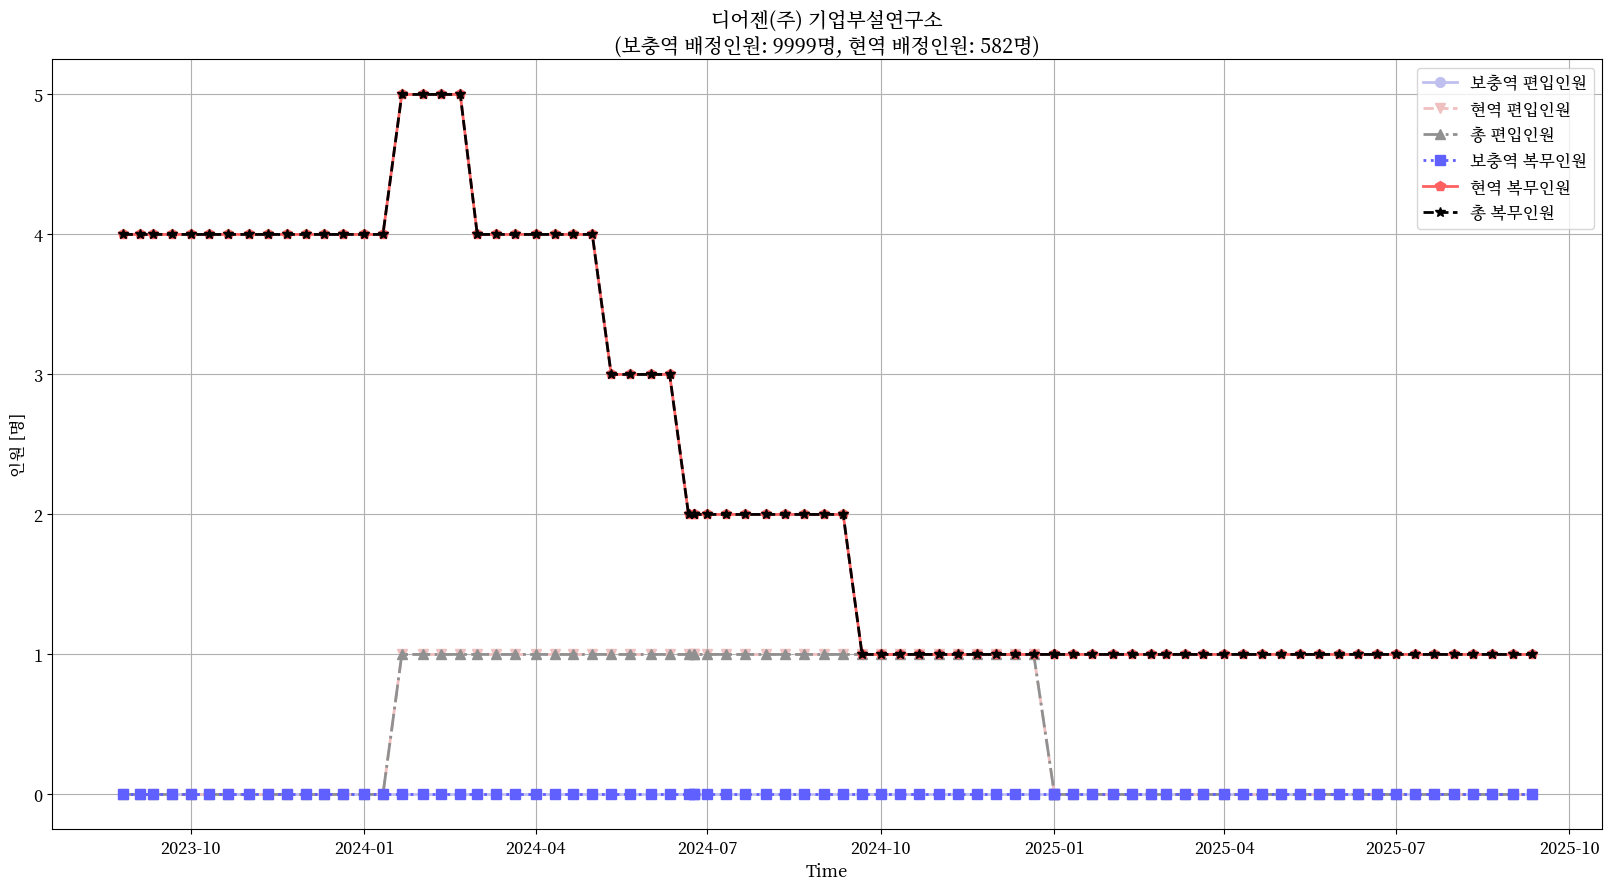 디어젠(주) 기업부설연구소
(보충역 배정인원: 9999명, 현역 배정인원: 582명)
보충역 편입인원
현역 편입인원
총 편입인원
보충역 복무인원
현역 복무인원
총 복무인원
인원 [명]
5
4
3
2
1
0
2023-10
2024-01
2024-04
2024-07
2024-10
2025-01
2025-04
2025-07
2025-10
Time